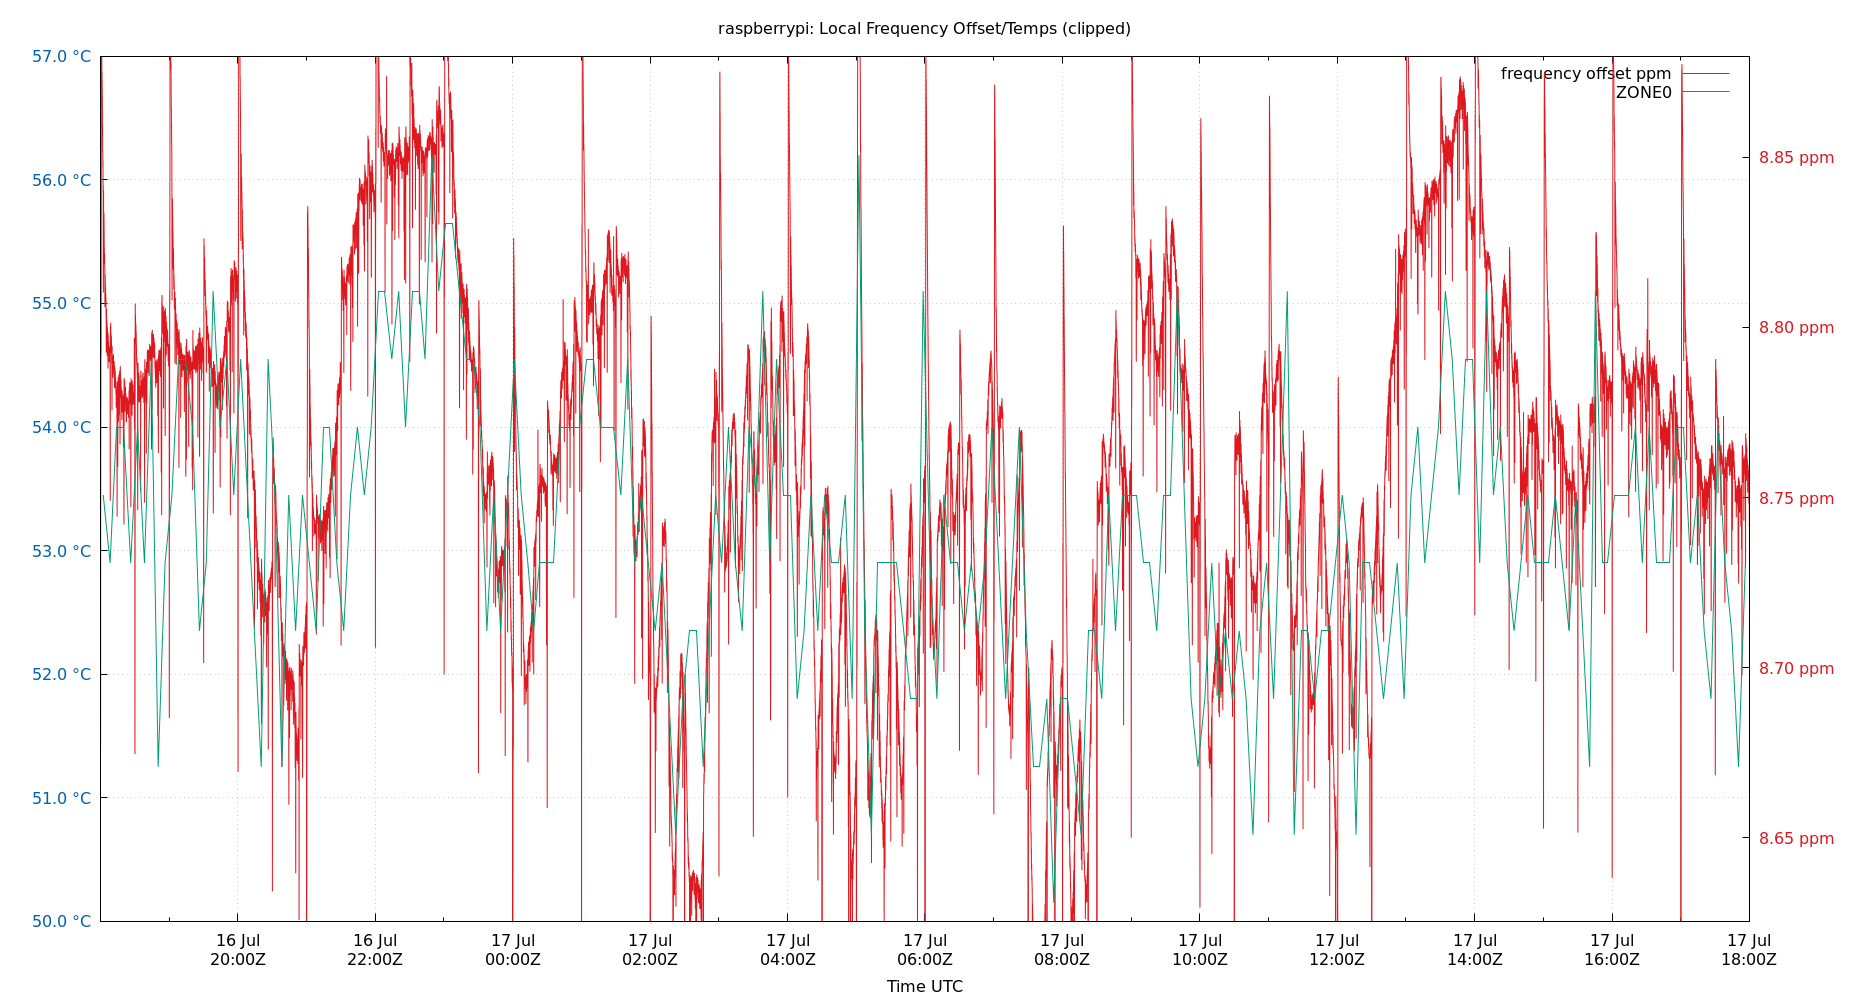 raspberrypi: Local Frequency Offset/Temps (clipped)
57.0 °C
56.0 °C
55.0 °C
54.0 °C
53.0 °C
52.0 °C
51.0 °C
50.0 °C
frequency offset ppm
ZONE0
8.85 ppm
8.80 ppm
8.75 ppm
8.70 ppm
8.65 ppm
16 Jul
20:00Z
16 Jul
22:00Z
17 Jul
00:00Z
17 Jul
02:00Z
17 Jul
04:00Z
17 Jul
06:00Z
17 Jul
08:00Z
17 Jul
10:00Z
17 Jul
12:00Z
17 Jul
14:00Z
17 Jul
16:00Z
17 Jul
18:00Z
Time UTC